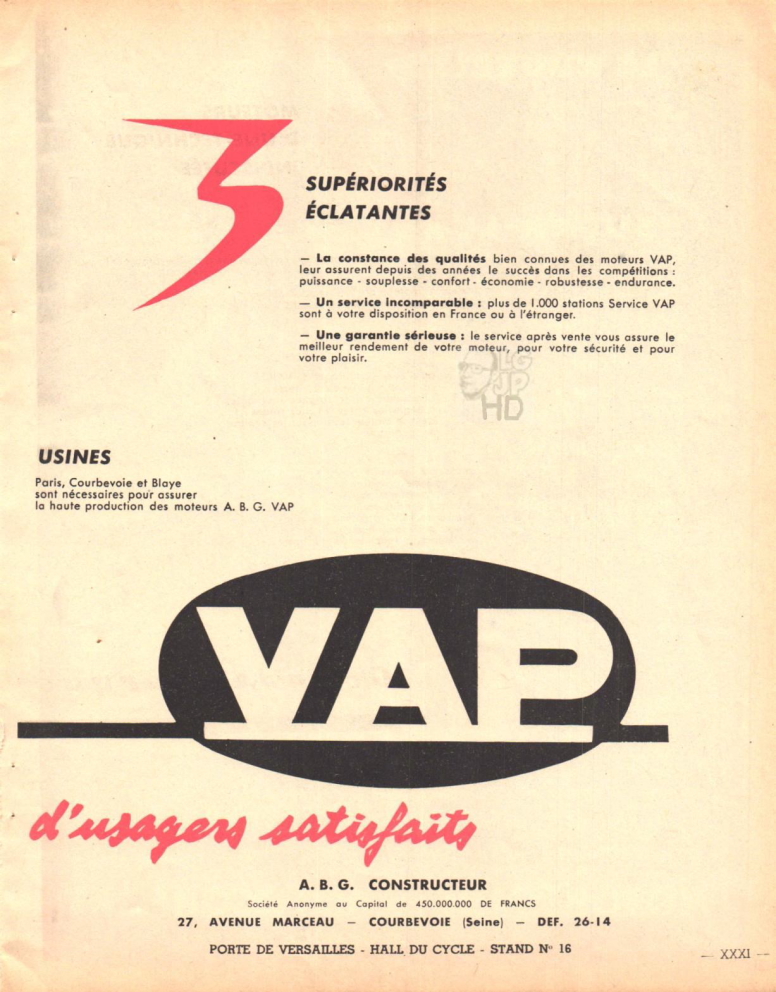 3
SUPÉRIORITÉS
ÉCLATANTES
— La constance des qualités bien connues des moteurs VAP,
leur assurent depuis des années le succès dans les compétitions :
puissance - souplesse - confort - économie - robustesse - endurance.
— Un service incomparable : plus de 1.000 stations Service VAP
sont à votre disposition en France ou à l'étranger.
— Une garantie sérieuse : le service après vente vous assure le
meilleur rendement de votre moteur, pour votre sécurité et pour
votre plaisir.
LG
JP
HD
USINES
Paris, Courbevoie et Blaye
sont nécessaires pour assurer
la haute production des moteurs A. B. G. VAP
VAP
d'usagers satisfaits
A. B. G. CONSTRUCTEUR
Société Anonyme au Capital de 450.000.000 DE FRANCS
27, AVENUE MARCEAU — COURBEVOIE (Seine) — DEF. 26-14
PORTE DE VERSAILLES - HALL DU CYCLE - STAND N° 16
— XXXI —